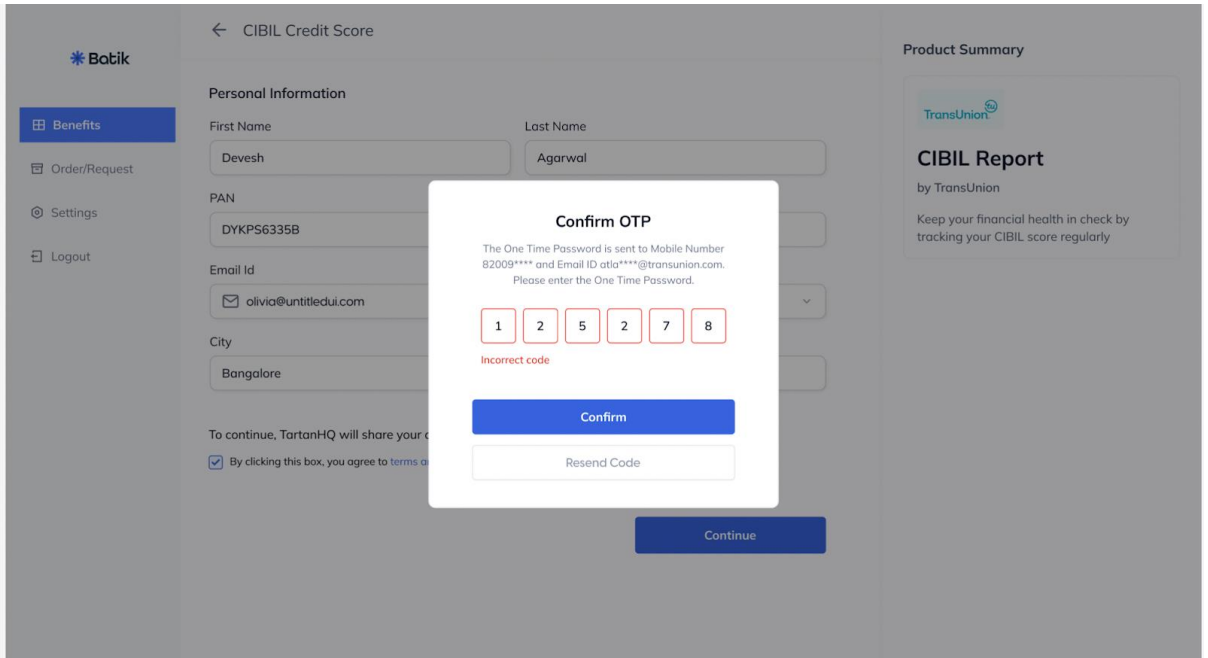 Batik
Benefits
Order/Request
Settings
Logout
CIBIL Credit Score
Personal Information
First Name
Last Name
Devesh
Agarwal
PAN
DYKPS6335B
Email Id
olivia@untitledui.com
City
Bangalore
To continue, TartanHQ will share your
By clicking this box, you agree to terms
Continue
Confirm OTP
The One Time Password is sent to Mobile Number
82009**** and Email ID atla****@transunion.com.
Please enter the One Time Password.
1 2 5 2 7 8
Incorrect code
Confirm
Resend Code
Product Summary
TransUnion
tu
CIBIL Report
by TransUnion
Keep your financial health in check by
tracking your CIBIL score regularly